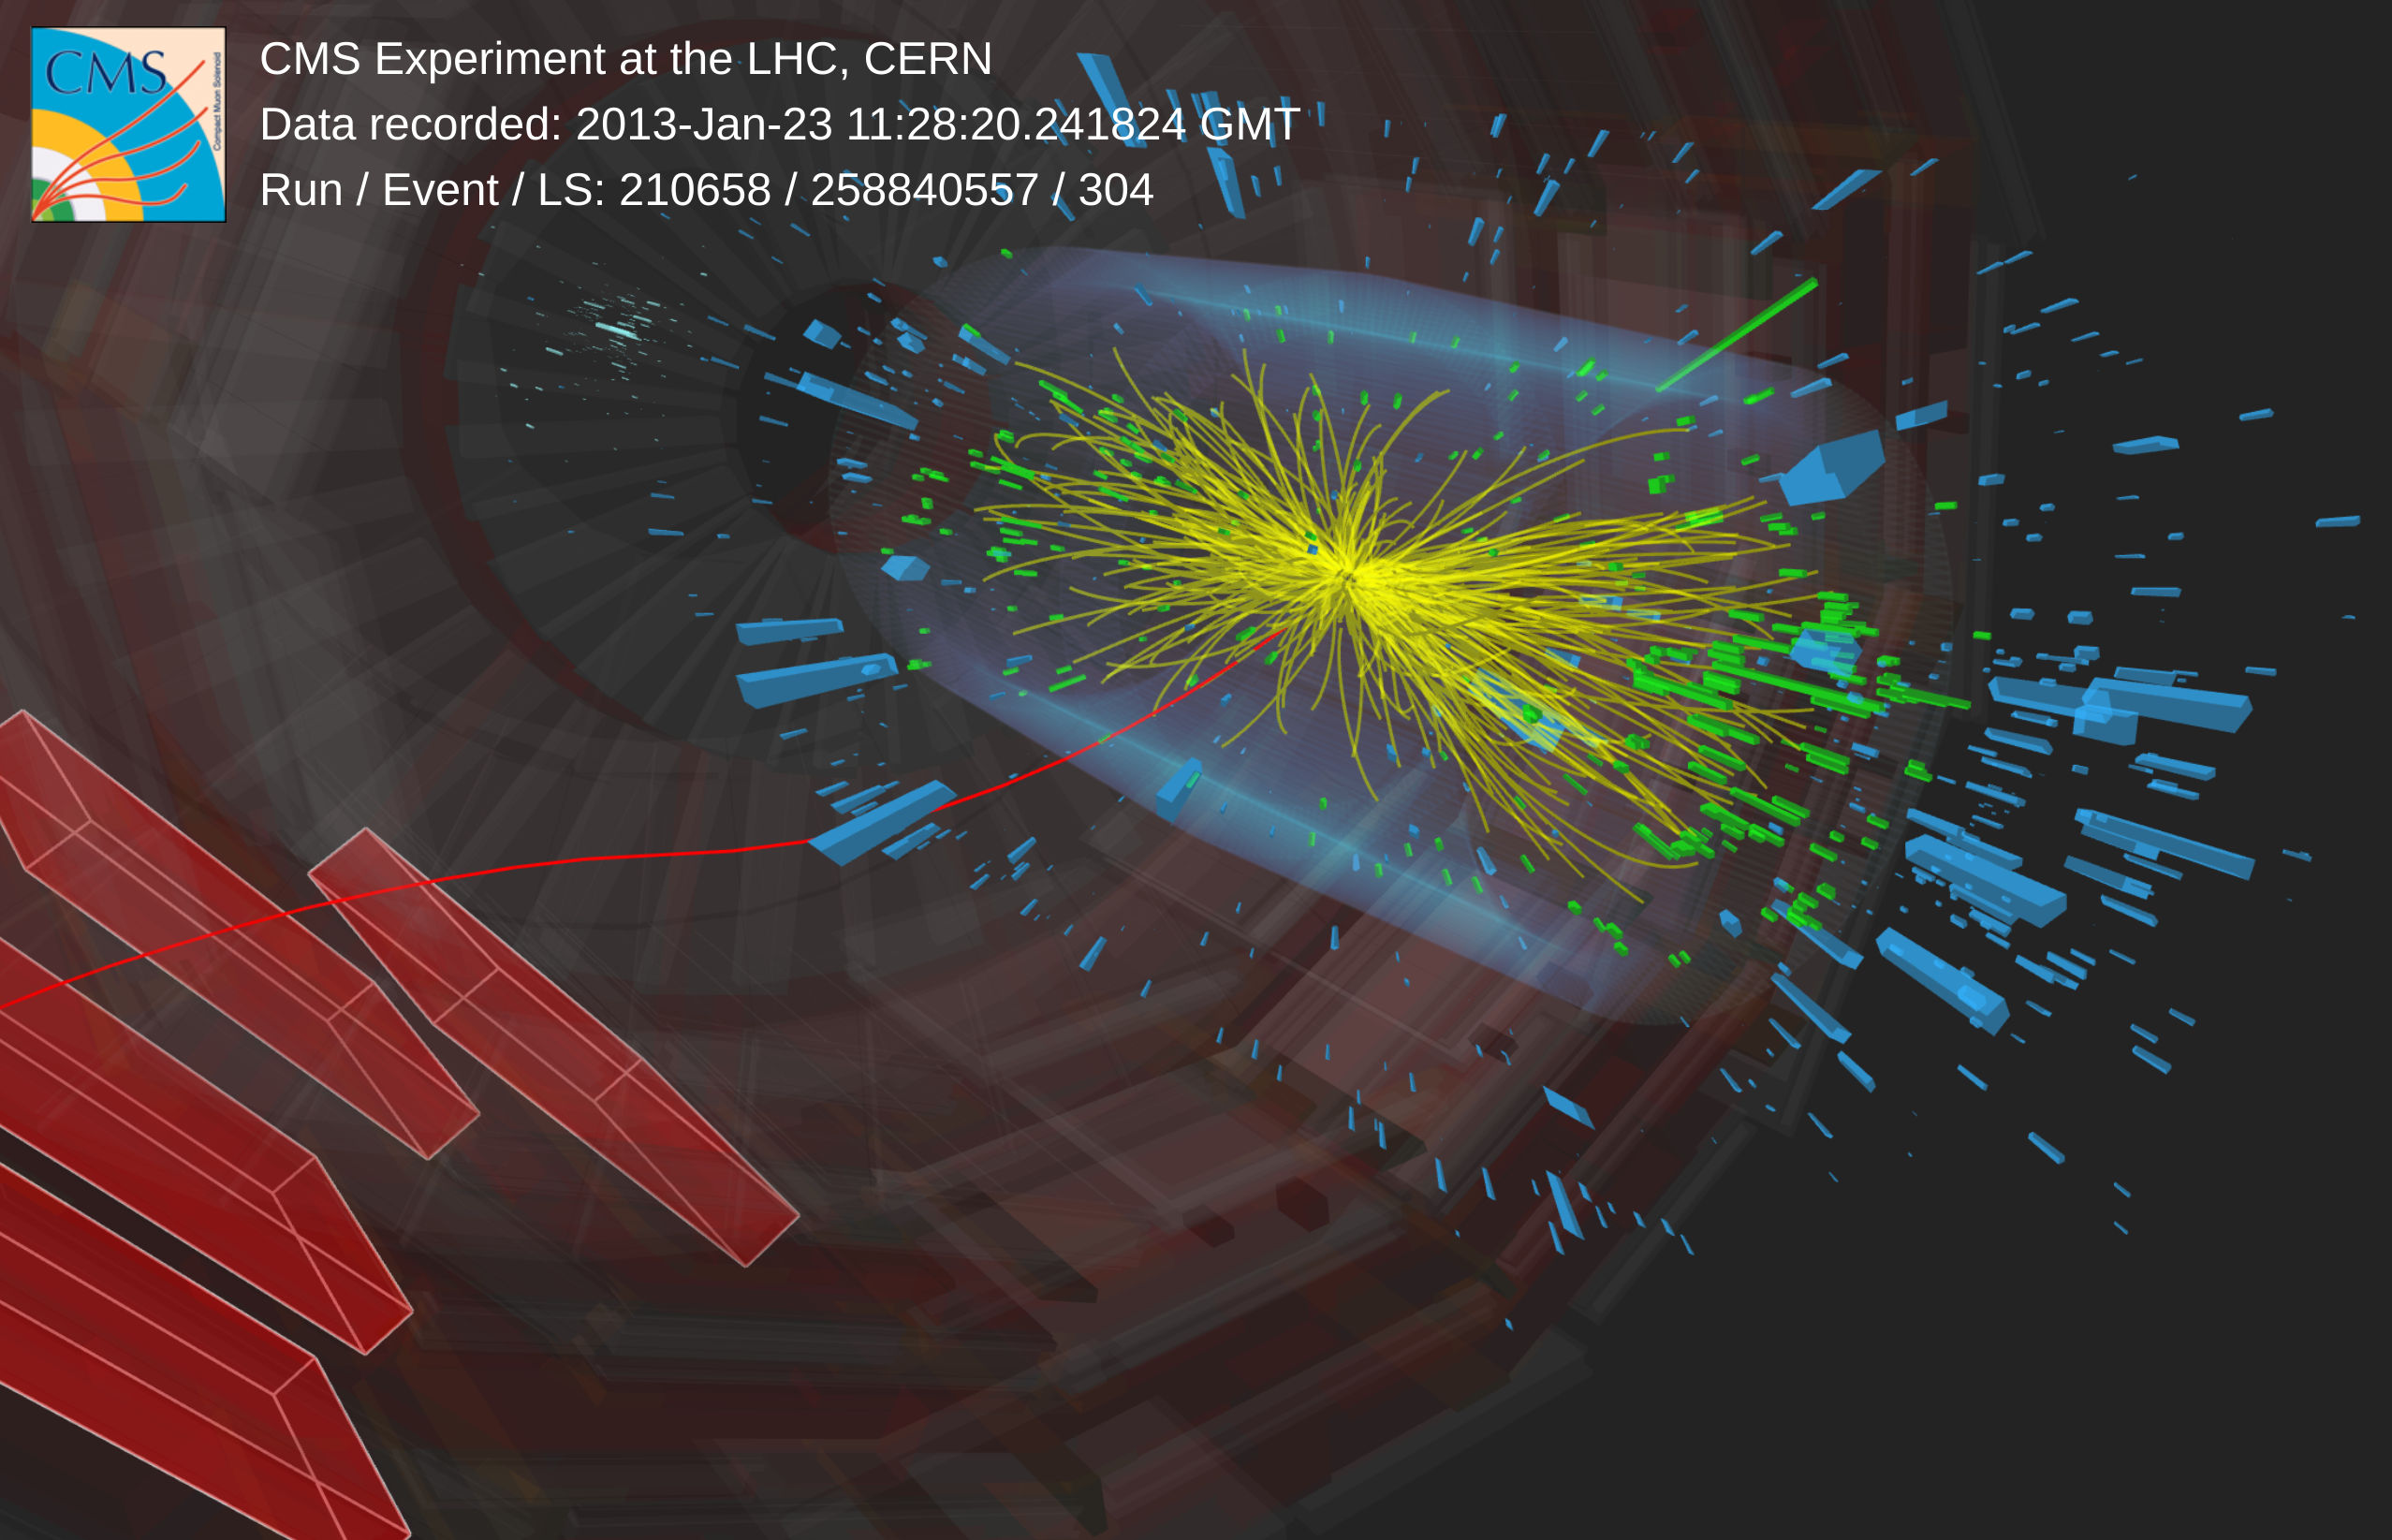 CMS
Compact Muon Solenoid
CMS Experiment at the LHC, CERN
Data recorded: 2013-Jan-23 11:28:20.241824 GMT
Run / Event / LS: 210658 / 258840557 / 304